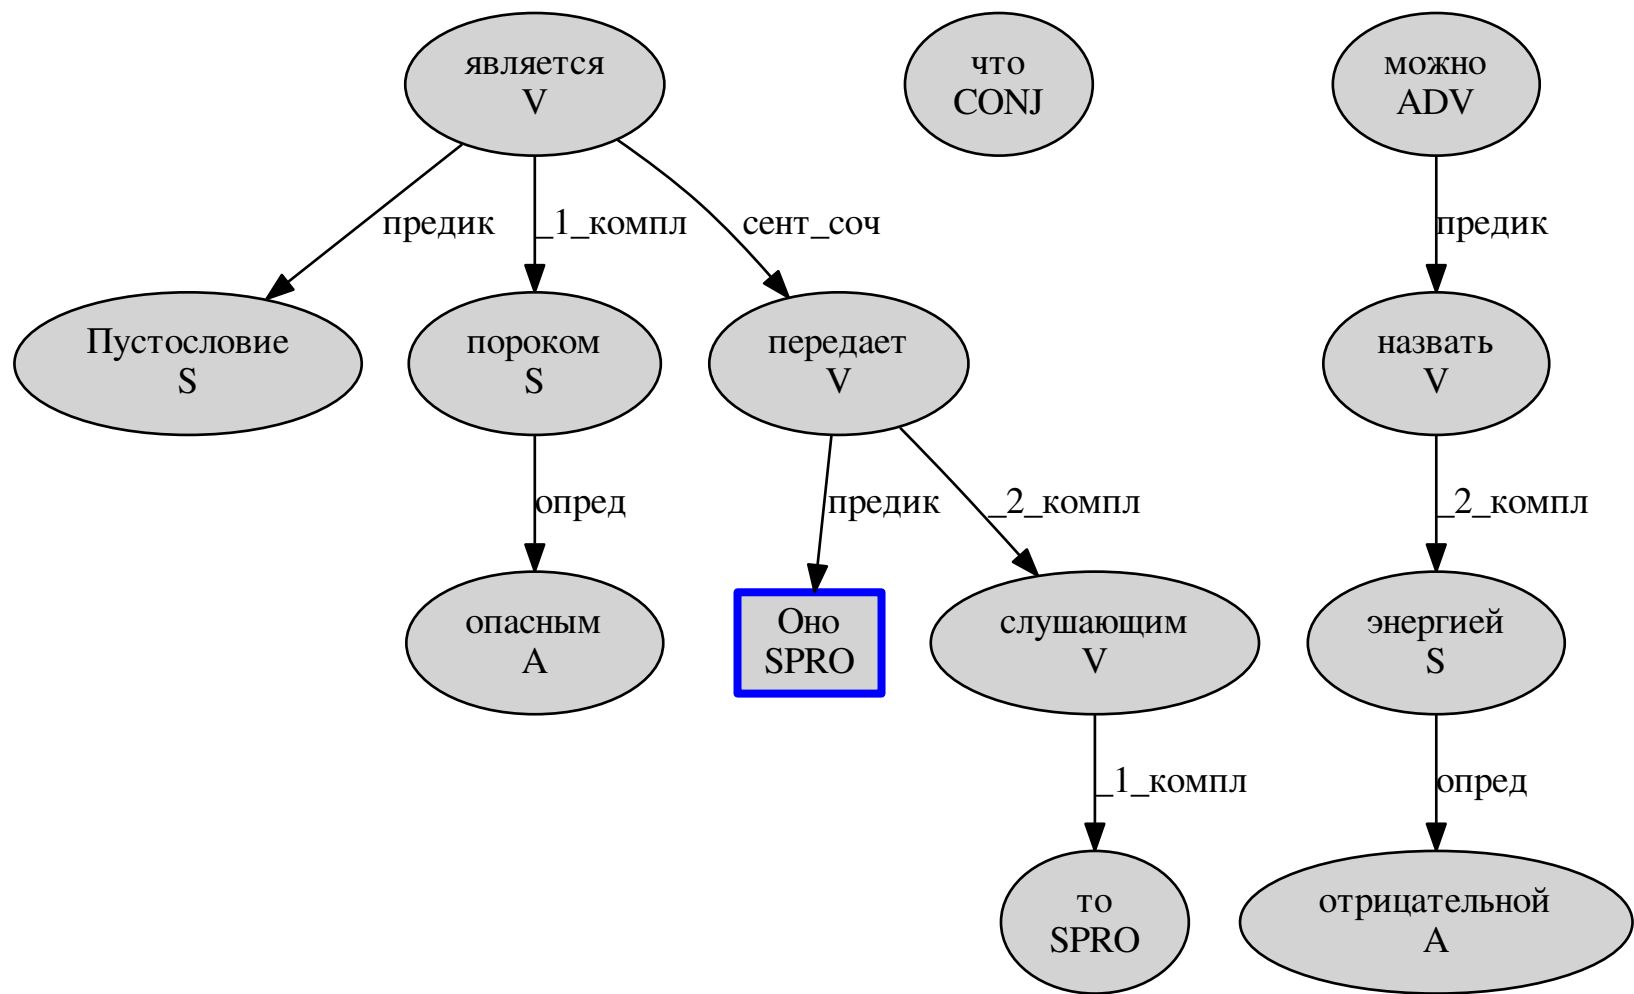 является
V
что
CONJ
можно
ADV
предик
_1_компл
сент_соч
предик
Пустословие
S
пороком
S
передает
V
назвать
V
опред
предик
_2_компл
_2_компл
опасным
A
Оно
SPRO
слушающим
V
энергией
S
_1_компл
опред
то
SPRO
отрицательной
A